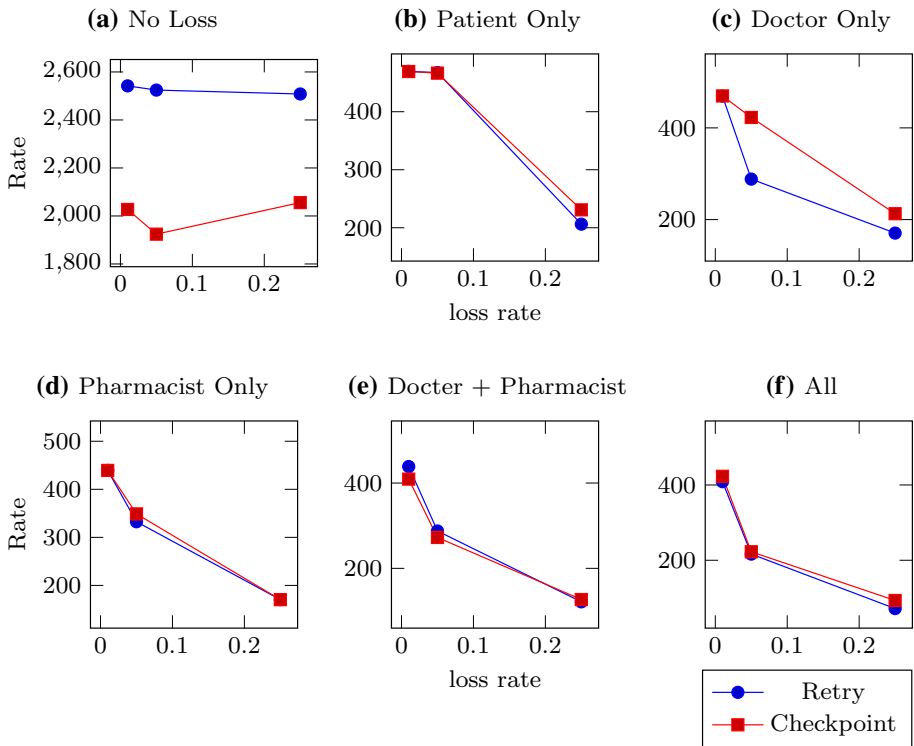 (a) No Loss
(b) Patient Only
(c) Doctor Only
2,600
2,400
2,200
2,000
1,800
Rate
0 0.1 0.2
400
300
200
0 0.1 0.2
loss rate
400
200
0 0.1 0.2
(d) Pharmacist Only
(e) Docter + Pharmacist
(f) All
500
400
300
200
Rate
0 0.1 0.2
400
200
0 0.1 0.2
loss rate
400
200
0 0.1 0.2
Retry
Checkpoint